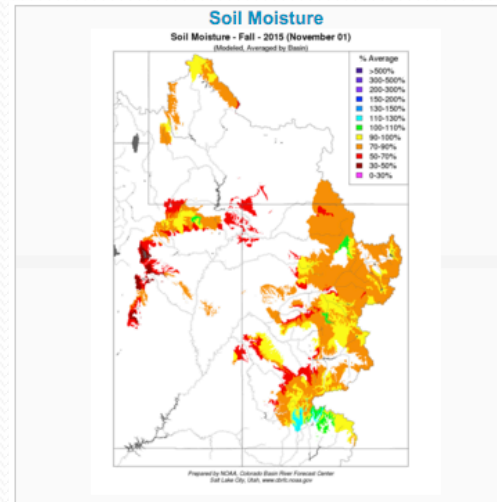 Soil Moisture
Soil Moisture - Fall - 2015 (November 01)
(Modeled, Averaged by Basin)
% Average
>500%
300-500%
200-300%
150-200%
130-150%
110-130%
100-110%
90-100%
70-90%
50-70%
30-50%
0-30%
Prepared by NOAA, Colorado Basin River Forecast Center
Salt Lake City, Utah, www.cbrfc.noaa.gov